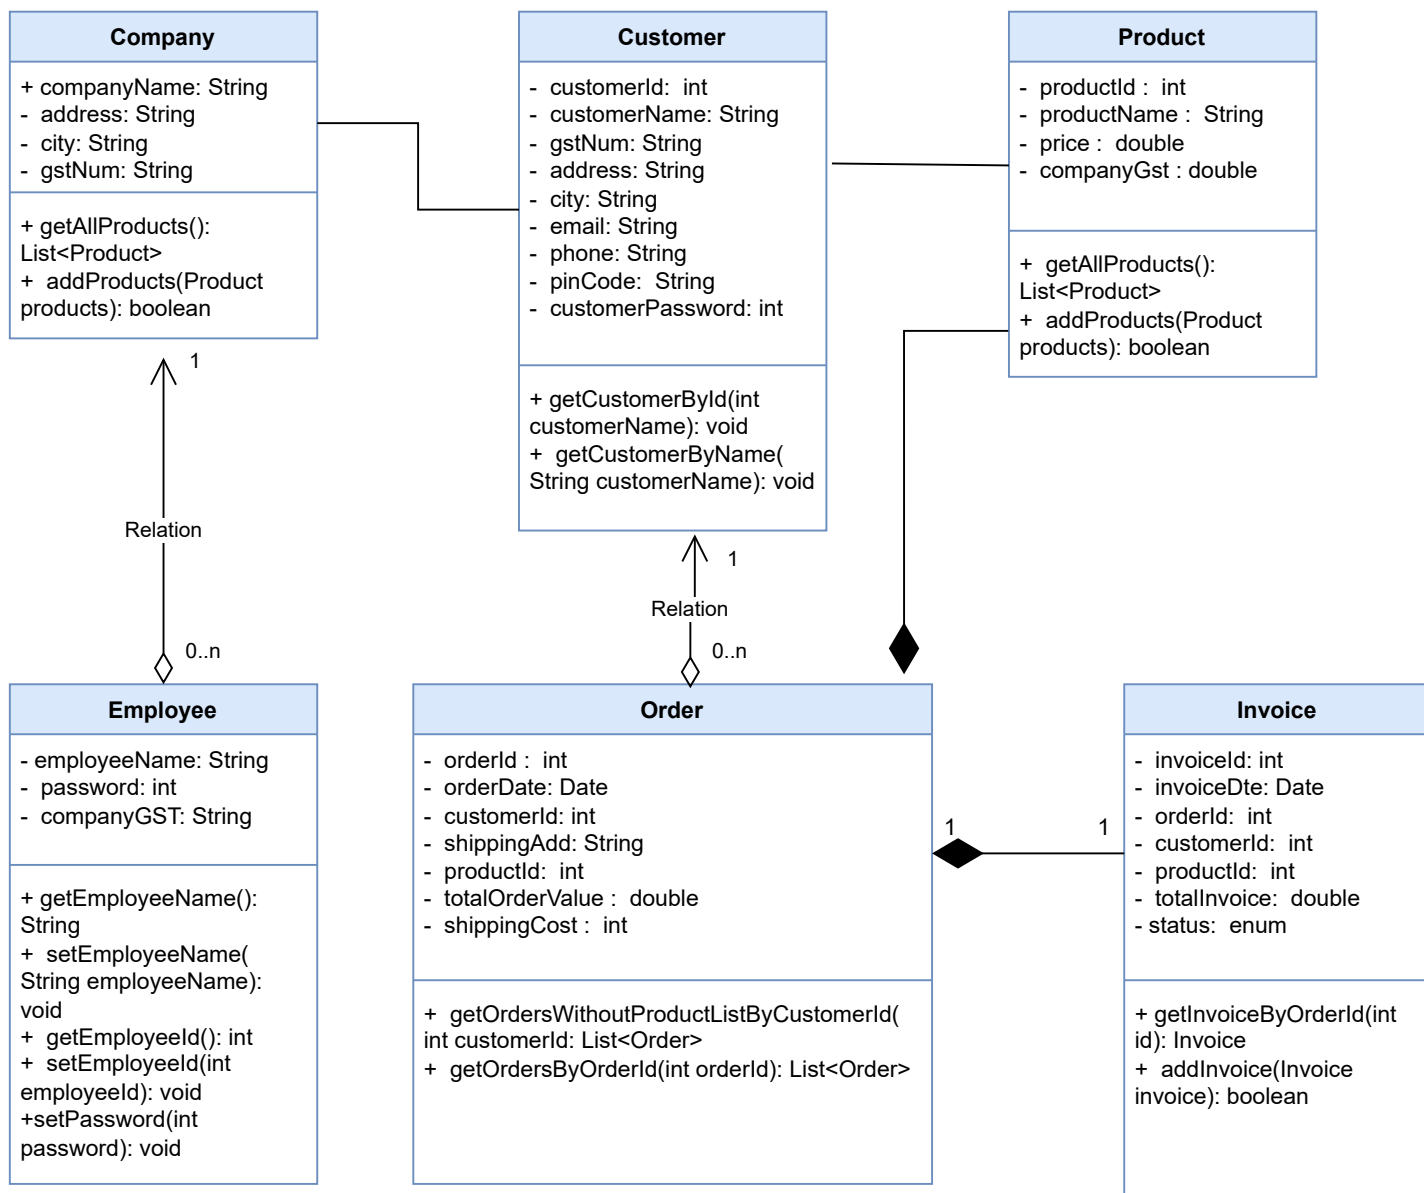 Company
+ companyName: String
-  address: String
-  city: String
-  gstNum: String
+ getAllProducts():
List<Product>
+  addProducts(Product
products): boolean
Customer
-  customerId:  int
-  customerName: String
-  gstNum: String
-  address: String
-  city: String
-  email: String
-  phone: String
-  pinCode:  String
-  customerPassword: int
+ getCustomerById(int
customerName): void
+  getCustomerByName(
String customerName): void
Product
-  productId :  int
-  productName :  String
-  price :  double
-  companyGst : double
+  getAllProducts():
List<Product>
+  addProducts(Product
products): boolean
1
Relation
0..n
1
Relation
0..n
Employee
- employeeName: String
-  password: int
-  companyGST: String
+ getEmployeeName():
String
+  setEmployeeName(
String employeeName):
void
+  getEmployeeId(): int
+  setEmployeeId(int
employeeId): void
+setPassword(int
password): void
Order
-  orderId :  int
-  orderDate: Date
-  customerId: int
-  shippingAdd: String
-  productId:  int
-  totalOrderValue :  double
-  shippingCost :  int
+  getOrdersWithoutProductListByCustomerId(
int customerId: List<Order>
+  getOrdersByOrderId(int orderId): List<Order>
1
1
Invoice
-  invoiceId: int
-  invoiceDte: Date
-  orderId:  int
-  customerId:  int
-  productId:  int
-  totalInvoice:  double
- status:  enum
+ getInvoiceByOrderId(int
id): Invoice
+  addInvoice(Invoice
invoice): boolean